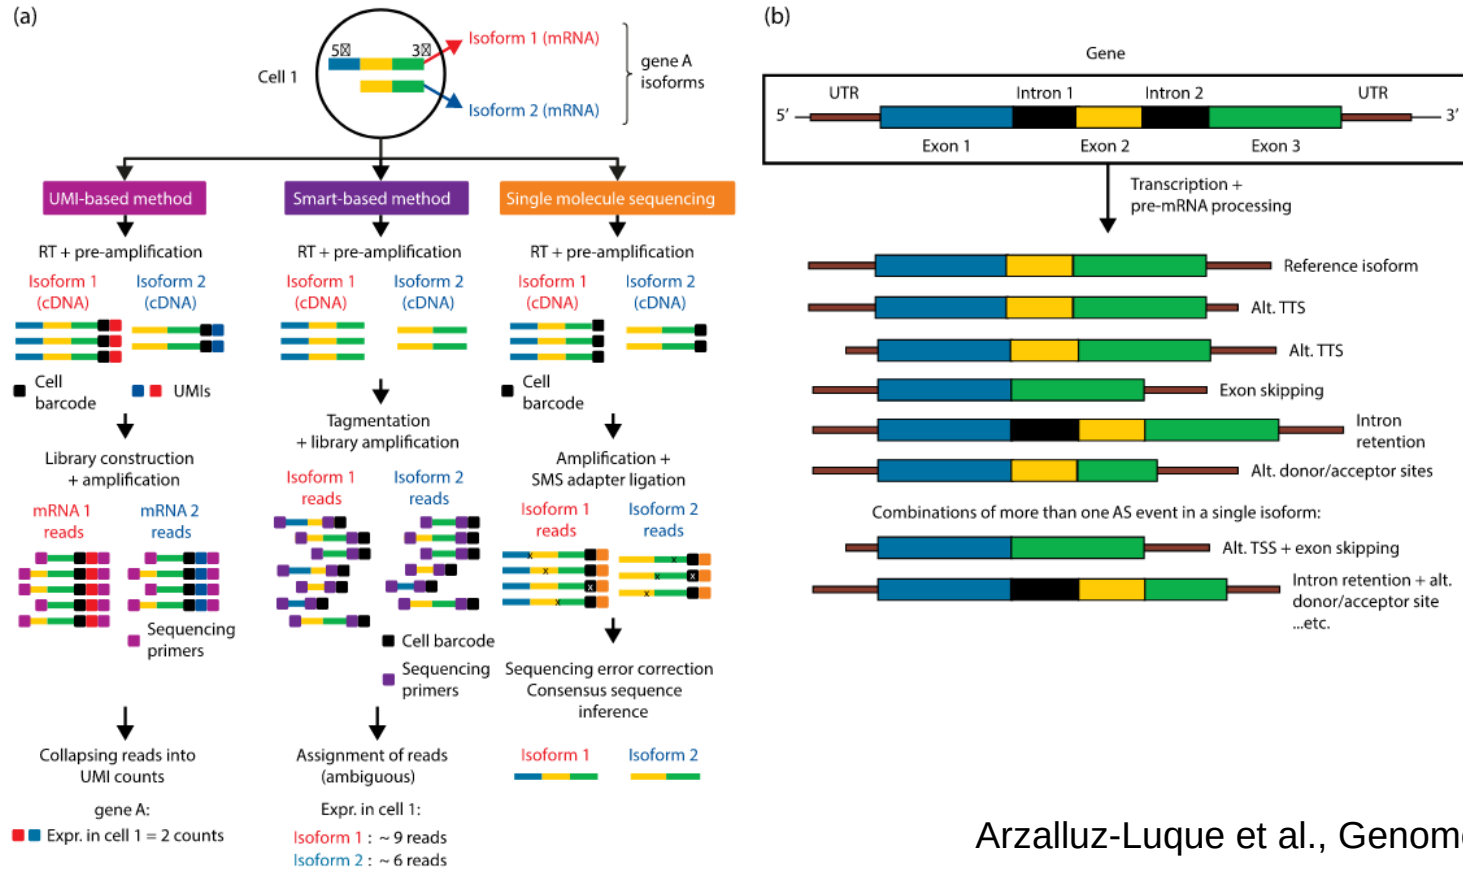 (a)
5 3
Cell 1
Isoform 1 (mRNA)
Isoform 2 (mRNA)
gene A
isoforms
UMI-based method
RT + pre-amplification
Isoform 1
(cDNA)
Isoform 2
(cDNA)
Cell
barcode
UMIs
Library construction
+ amplification
mRNA 1
reads
mRNA 2
reads
Sequencing
primers
Collapsing reads into
UMI counts
gene A:
Expr. in cell 1 = 2 counts
Smart-based method
RT + pre-amplification
Isoform 1
(cDNA)
Isoform 2
(cDNA)
Tagmentation
+ library amplification
Isoform 1
reads
Isoform 2
reads
Cell barcode
Sequencing
primers
Assignment of reads
(ambiguous)
Expr. in cell 1:
Isoform 1 : ~ 9 reads
Isoform 2 : ~ 6 reads
Single molecule sequencing
RT + pre-amplification
Isoform 1
(cDNA)
Isoform 2
(cDNA)
Cell
barcode
Amplification +
SMS adapter ligation
Isoform 1
reads
Isoform 2
reads
x
x
x
x
x
x
x
x
Sequencing error correction
Consensus sequence
inference
Isoform 1
Isoform 2
(b)
Gene
UTR Intron 1 Intron 2 UTR
5′ 3′
Exon 1 Exon 2 Exon 3
Transcription +
pre-mRNA processing
Reference isoform
Alt. TTS
Alt. TTS
Exon skipping
Intron
retention
Alt. donor/acceptor sites
Combinations of more than one AS event in a single isoform:
Alt. TSS + exon skipping
Intron retention + alt.
donor/acceptor site
...etc.
Arzalluz-Luque et al., Genom